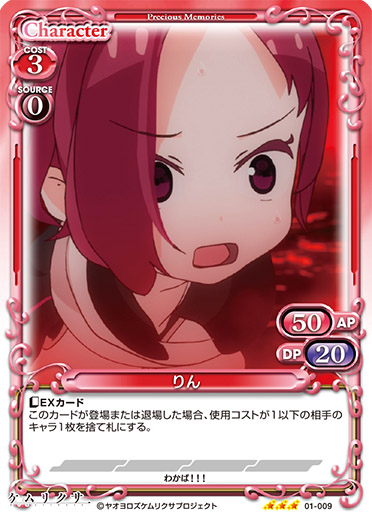 Precious Memories
Character
COST
3
SOURCE
0
50 AP
DP 20
りん
EXカード
このカードが登場または退場した場合、使用コストが1以下の相手の
キャラ1枚を捨て札にする。
わかば!!!
ケムリクサ
©ヤオヨロズケムリクサプロジェクト
01-009